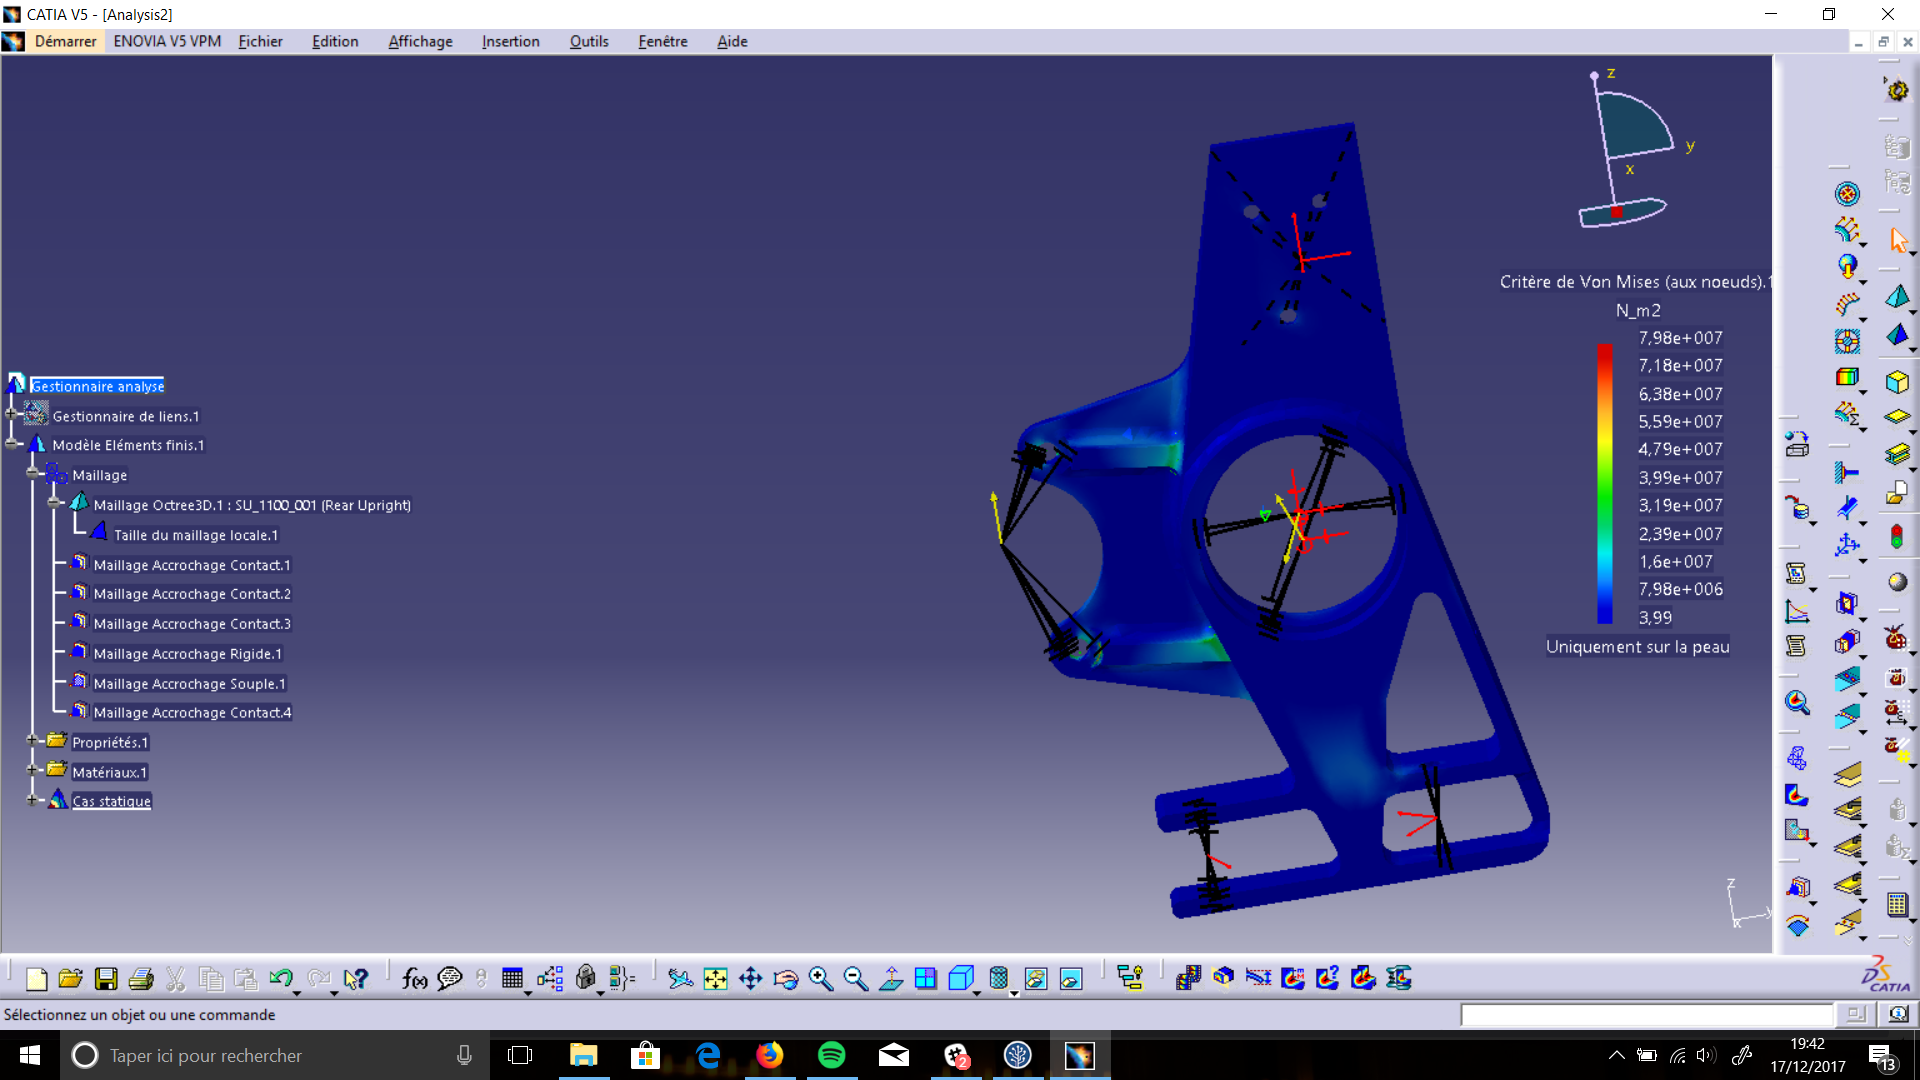 CATIA V5 - [Analysis2]
Démarrer ENOVIA V5 VPM Fichier Edition Affichage Insertion Outils Fenêtre Aide
z
y
x
Critère de Von Mises (aux noeuds).1
N_m2
7,98e+007
7,18e+007
6,38e+007
5,59e+007
4,79e+007
3,99e+007
3,19e+007
2,39e+007
1,6e+007
7,98e+006
3,99
Uniquement sur la peau
Gestionnaire analyse
Gestionnaire de liens.1
Modèle Eléments finis.1
Maillage
Maillage Octree3D.1 : SU_1100_001 (Rear Upright)
Taille du maillage locale.1
Maillage Accrochage Contact.1
Maillage Accrochage Contact.2
Maillage Accrochage Contact.3
Maillage Accrochage Rigide.1
Maillage Accrochage Souple.1
Maillage Accrochage Contact.4
Propriétés.1
Matériaux.1
Cas statique
z
y
x
f(x)
CATIA
Sélectionnez un objet ou une commande
Taper ici pour rechercher
2
19:42
17/12/2017
13